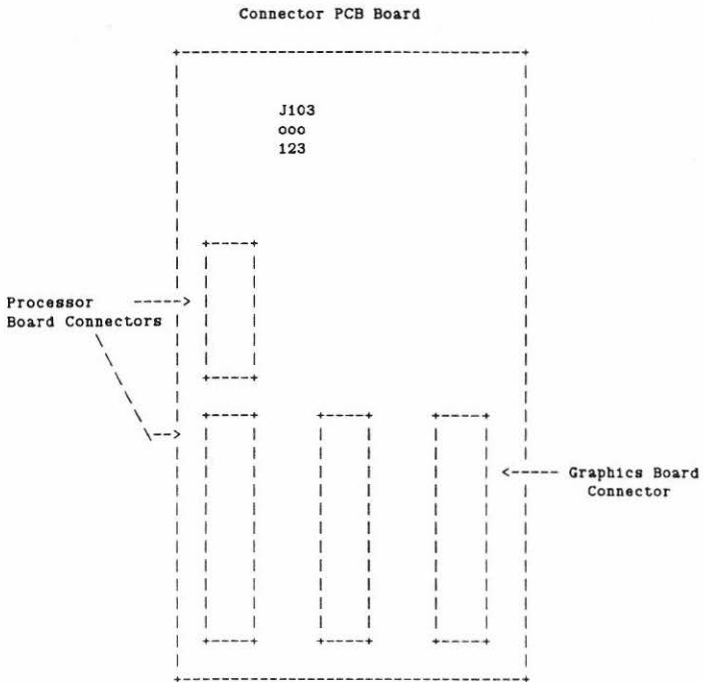 Connector PCB Board
J103
ooo
123
Processor ----->
Board Connectors
-->
<----- Graphics Board
Connector